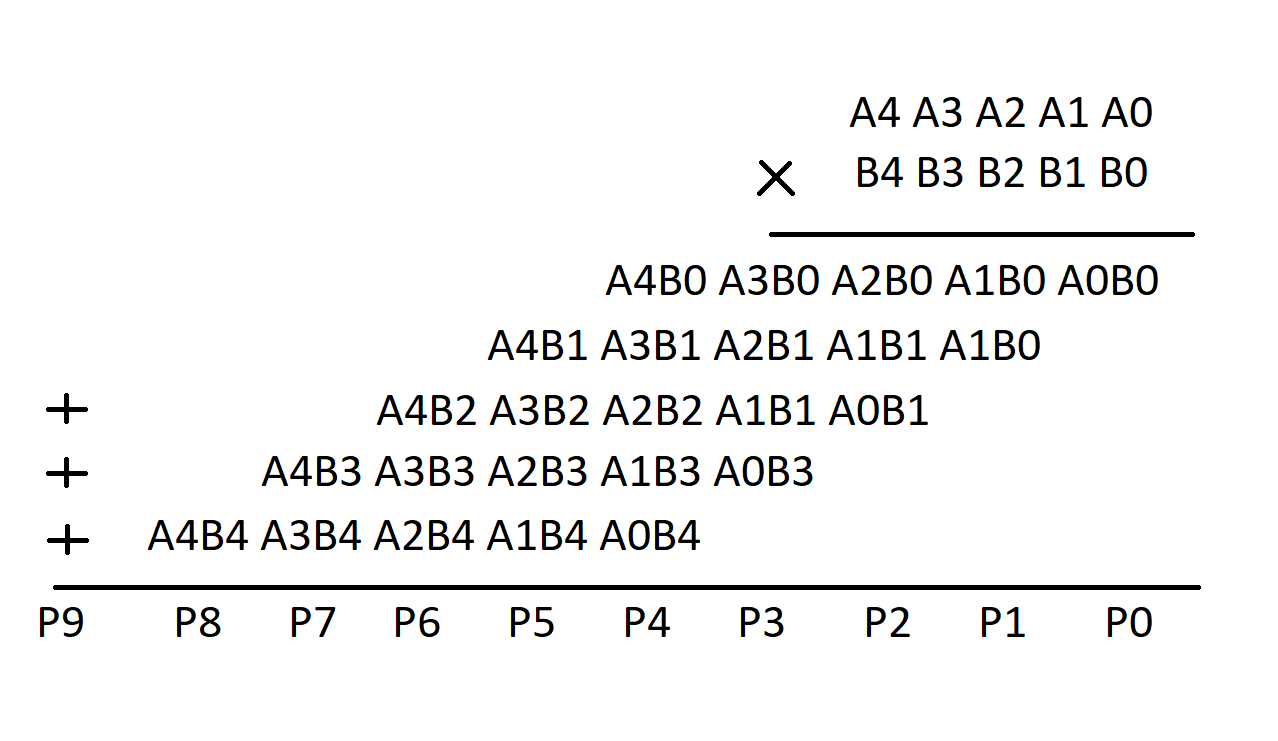 A4 A3 A2 A1 A0
× B4 B3 B2 B1 B0
A4B0 A3B0 A2B0 A1B0 A0B0
A4B1 A3B1 A2B1 A1B1 A1B0
+ A4B2 A3B2 A2B2 A1B1 A0B1
+ A4B3 A3B3 A2B3 A1B3 A0B3
+ A4B4 A3B4 A2B4 A1B4 A0B4
P9 P8 P7 P6 P5 P4 P3 P2 P1 P0